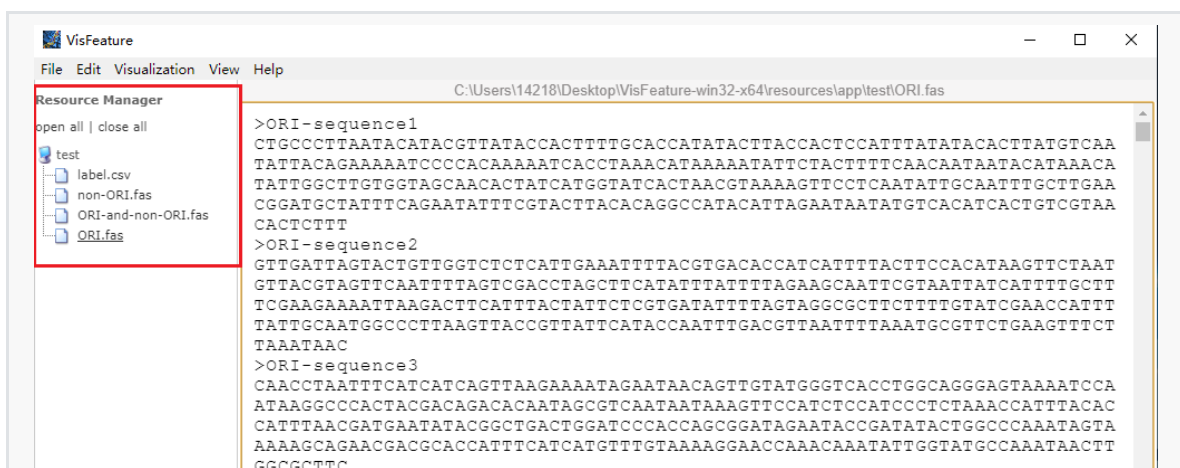 VisFeature
File Edit Visualization View Help
Resource Manager
open all | close all
test
label.csv
non-ORI.fas
ORI-and-non-ORI.fas
ORI.fas
C:\Users\14218\Desktop\VisFeature-win32-x64\resources\app\test\ORI.fas
>ORI-sequence1
CTGCCCTTAATACATACGTTATACCACTTTTGCACCATATACTTACCACTCCATTTATATACACTTATGTCAA
TATTACAGAAAAATCCCCACAAAAATCACCTAAACATAAAAATATTCTACTTTTCAACAATAATACATAAACA
TATTGGCTTGTGGTAGCAACACTATCATGGTATCACTAACGTAAAAGTTCCTCAATATTGCAATTTGCTTGAA
CGGATGCTATTTCAGAATATTTCGTACTTACACAGGCCATACATTAGAATAATATGTCACATCACTGTCGTAA
CACTCTTT
>ORI-sequence2
GTTGATTAGTACTGTTGGTCTCTCATTGAAATTTTACGTGACACCATCATTTTACTTCCACATAAGTTCTAAT
GTTACGTAGTTCAATTTTAGTCGACCTAGCTTCATATTTATTTTAGAAGCAATTCGTAATTATCATTTTGCTT
TCGAAGAAAATTAAGACTTCATTTACTATTCTCGTGATATTTTAGTAGGCGCTTCTTTTGTATCGAACCATTT
TATTGCAATGGCCCTTAAGTTACCGTTATTCATACCAATTTGACGTTAATTTTAAATGCGTTCTGAAGTTTCT
TAAATAAC
>ORI-sequence3
CAACCTAATTTCATCATCAGTTAAGAAAATAGAATAACAGTTGTATGGGTCACCTGGCAGGGAGTAAAATCCA
ATAAGGCCCACTACGACAGACACAATAGCGTCAATAATAAAGTTCCATCTCCATCCCTCTAAACCATTTACAC
CATTTAACGATGAATATACGGCTGACTGGATCCCACCAGCGGATAGAATACCGATATACTGGCCCAAATAGTA
AAAAGCAGAACGACGCACCATTTCATCATGTTTGTAAAAGGAACCAAACAAATATTGGTATGCCAAATAACTT
GGCGCTTC